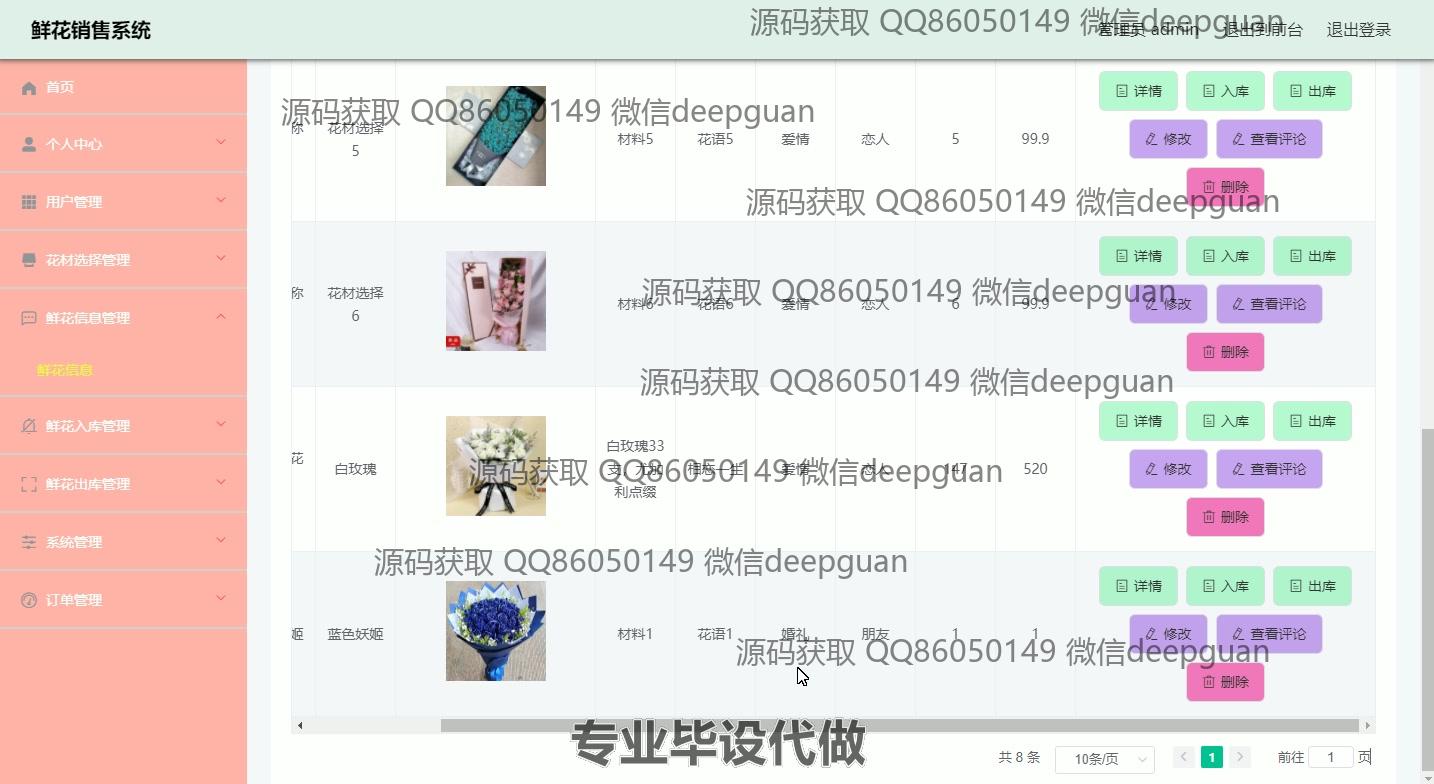 鲜花销售系统
源码获取 QQ86050149 微信deepguan
管理员 admin
退出到前台
退出登录
首页
个人中心
用户管理
花材选择管理
鲜花信息管理
鲜花信息
鲜花入库管理
鲜花出库管理
系统管理
订单管理
源码获取 QQ86050149 微信deepguan
称
花材选择
5
材料5
花语5
爱情
恋人
5
99.9
详情
入库
出库
修改
查看评论
删除
源码获取 QQ86050149 微信deepguan
称
花材选择
6
材料6
花语6
爱情
恋人
6
99.9
详情
入库
出库
修改
查看评论
删除
源码获取 QQ86050149 微信deepguan
源码获取 QQ86050149 微信deepguan
花
白玫瑰
白玫瑰33
利点缀
相恋一生
爱情
恋人
147
520
详情
入库
出库
修改
查看评论
删除
源码获取 QQ86050149 微信deepguan
源码获取 QQ86050149 微信deepguan
姬
蓝色妖姬
材料1
花语1
婚礼
朋友
1
1
详情
入库
出库
修改
查看评论
删除
源码获取 QQ86050149 微信deepguan
专业毕设代做
共 8 条
10条/页
1
前往
1
页